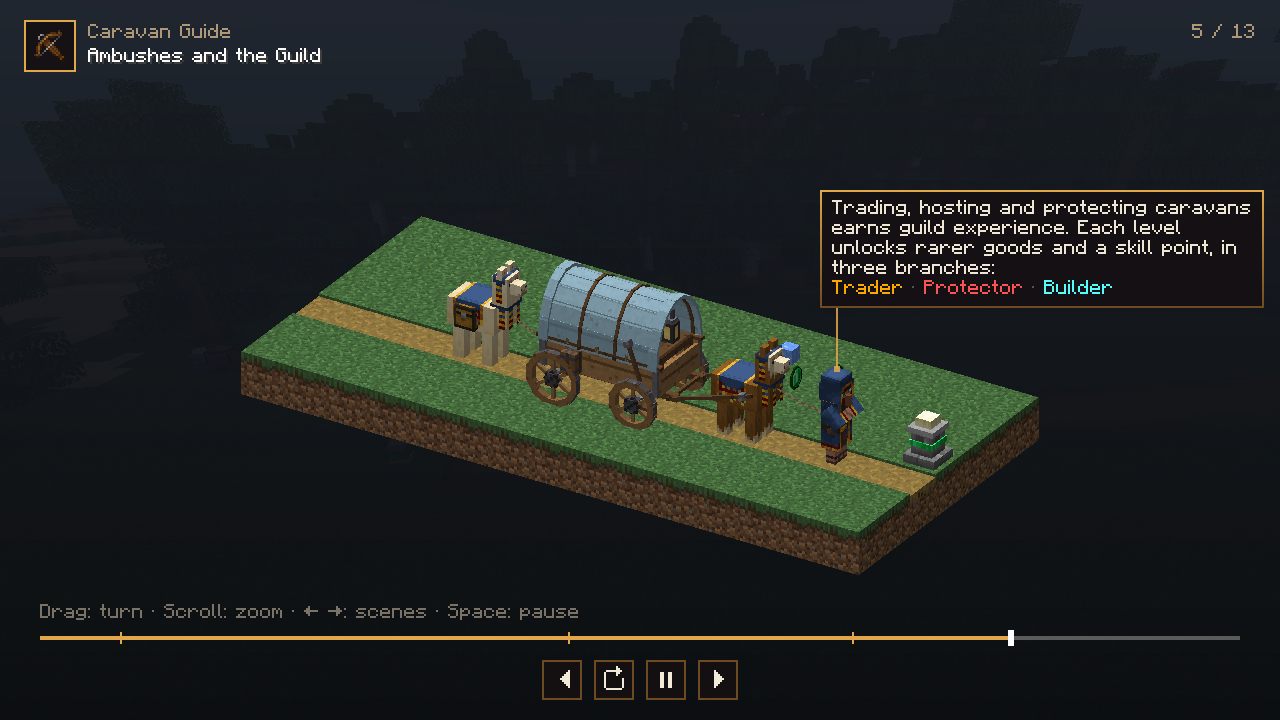 Caravan Guide
Ambushes and the Guild
5 / 13
Trading, hosting and protecting caravans
earns guild experience. Each level
unlocks rarer goods and a skill point, in
three branches:
Trader · Protector · Builder
Drag: turn · Scroll: zoom · ← →: scenes · Space: pause